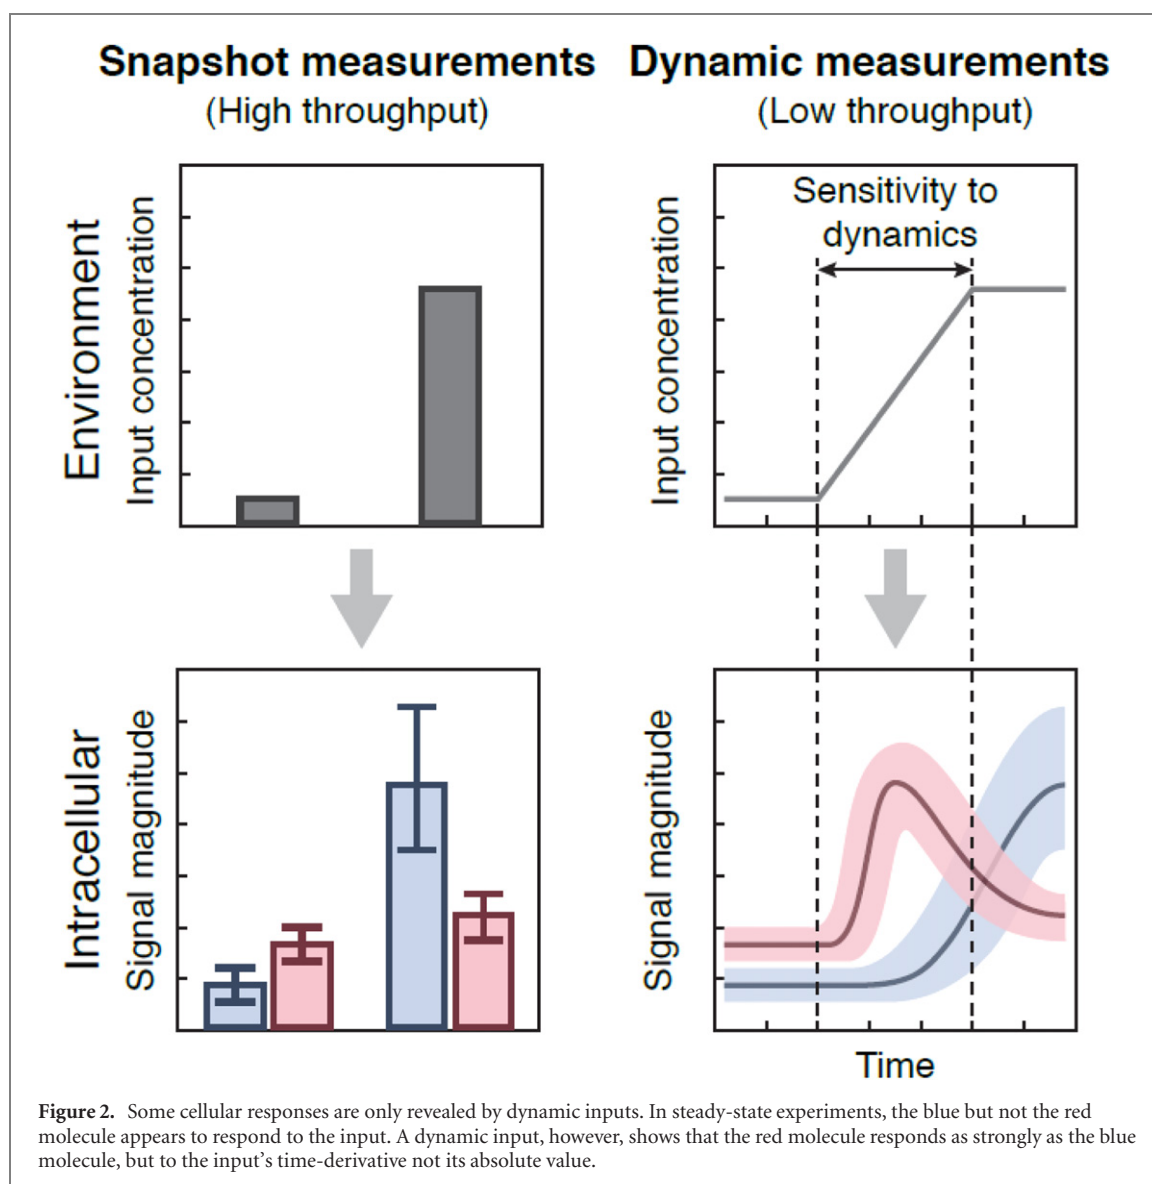 Snapshot measurements
(High throughput)
Dynamic measurements
(Low throughput)
Environment
Input concentration
Input concentration
Sensitivity to
dynamics
Intracellular
Signal magnitude
Signal magnitude
Time
Figure 2. Some cellular responses are only revealed by dynamic inputs. In steady-state experiments, the blue but not the red
molecule appears to respond to the input. A dynamic input, however, shows that the red molecule responds as strongly as the blue
molecule, but to the input's time-derivative not its absolute value.